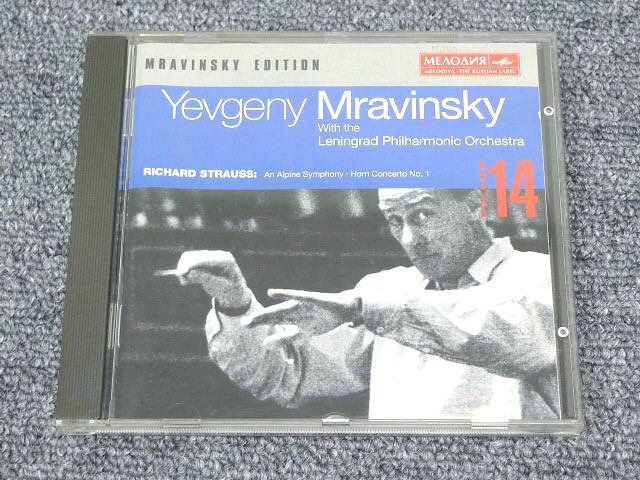 MRAVINSKY EDITION
МЕЛОДИЯ
MELODIYA · THE RUSSIAN LABEL
Yevgeny Mravinsky
With the
Leningrad Philharmonic Orchestra
RICHARD STRAUSS: An Alpine Symphony · Horn Concerto No. 1
14